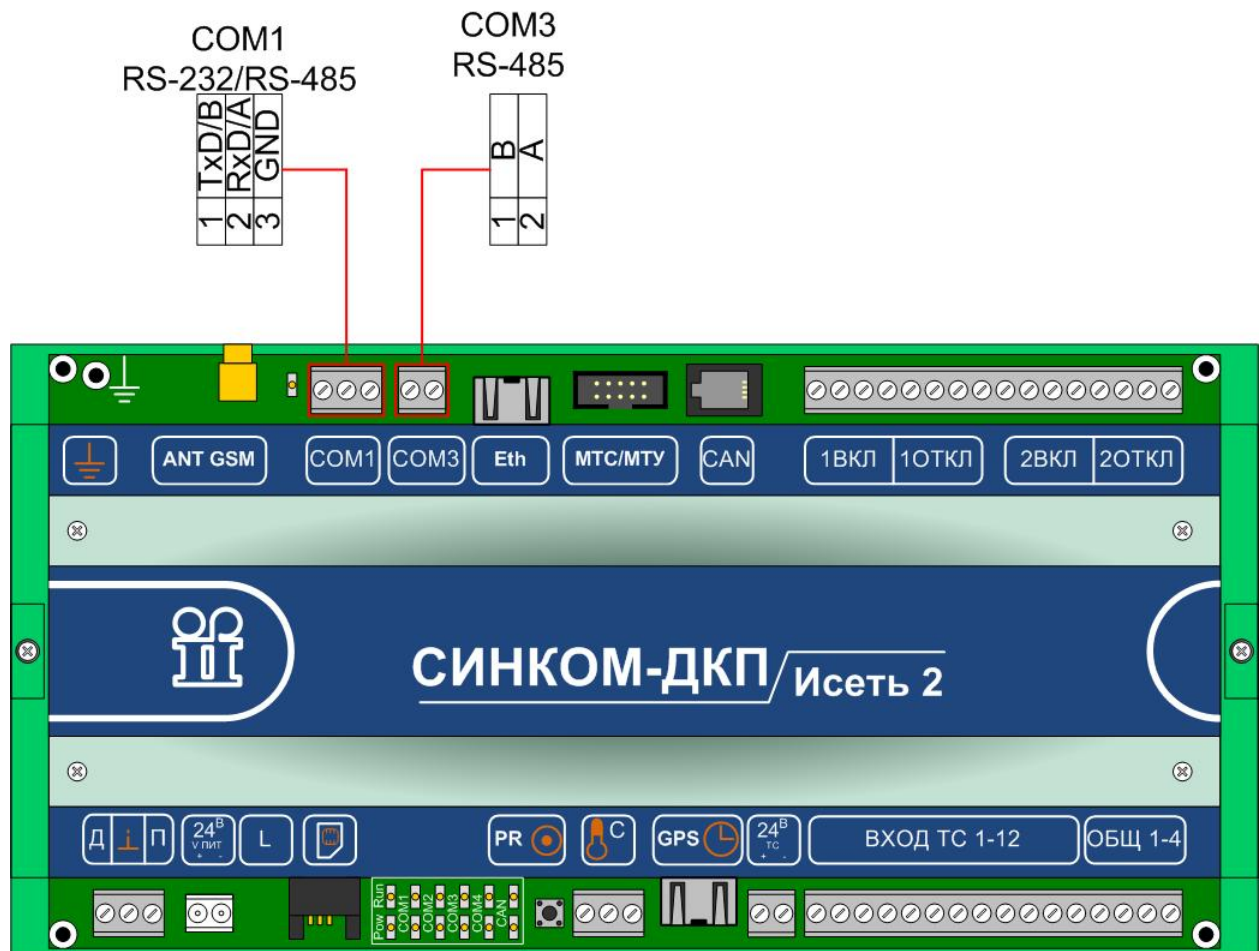 COM1
RS-232/RS-485
1 TxD/B
2 RxD/A
3 GND
COM3
RS-485
1 B
2 A
ANT GSM
COM1
COM3
Eth
МТС/МТУ
CAN
1ВКЛ 1ОТКЛ
2ВКЛ 2ОТКЛ
СИНКОМ-ДКП/Исеть 2
Д П
24В
V ПИТ
+ -
L
PR
C
GPS
24В
ТС
+ -
ВХОД ТС 1-12
ОБЩ 1-4
Pow Run
COM1
COM2
COM3
COM4
CAN